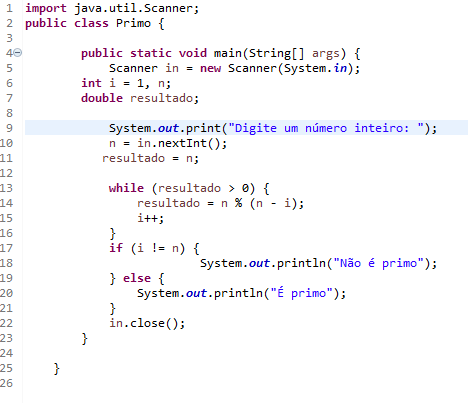 1 import java.util.Scanner;
2 public class Primo {
3
4 public static void main(String[] args) {
5 Scanner in = new Scanner(System.in);
6 int i = 1, n;
7 double resultado;
8
9 System.out.print("Digite um número inteiro: ");
10 n = in.nextInt();
11 resultado = n;
12
13 while (resultado > 0) {
14 resultado = n % (n - i);
15 i++;
16 }
17 if (i != n) {
18 System.out.println("Não é primo");
19 } else {
20 System.out.println("É primo");
21 }
22 in.close();
23 }
24
25 }
26